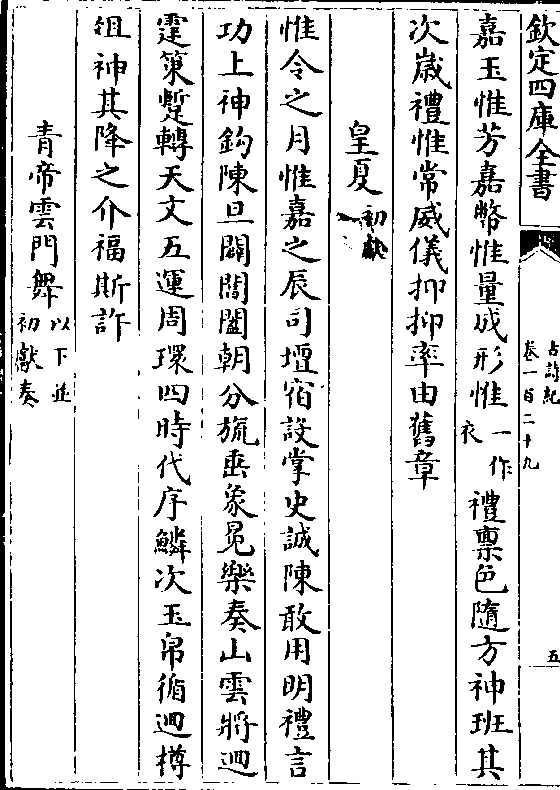 欽定四庫全書
古詩紀
卷一百二十九
五
嘉玉惟芳嘉幣惟量成形惟一作衣禮稟色隨方神班其
次歲禮惟常威儀抑抑率由舊章
皇夏初獻
惟令之月惟嘉之辰司壇宿設掌史誠陳敢用明禮言
功上神鈎陳旦闢閶闔朝分旒垂象冕樂奏山雲將迴
霆策蹔轉天文五運周環四時代序鱗次玉帛循迴樽
俎神其降之介福斯許
青帝雲門舞以下並初獻奏